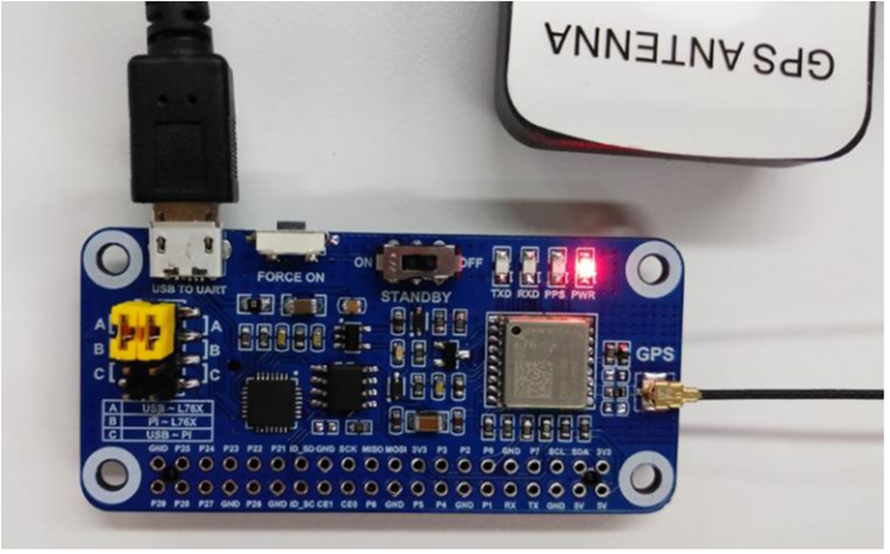 GPS ANTENNA
USB TO UART
FORCE ON
ON OFF
STANDBY
TXD RXD PPS PWR
A A
B B
C C
GPS
A USB ~ L76X
B PI ~ L76X
C USB ~ PI
GND P25 P24 P23 P22 P21 ID_SD GND SCK MISO MOSI 3V3 P3 P2 P0 GND P7 SCL SDA 3V3
P29 P28 P27 GND P26 GND ID_SC CE1 CE0 P6 GND P5 P4 GND P1 RX TX GND 5V 5V